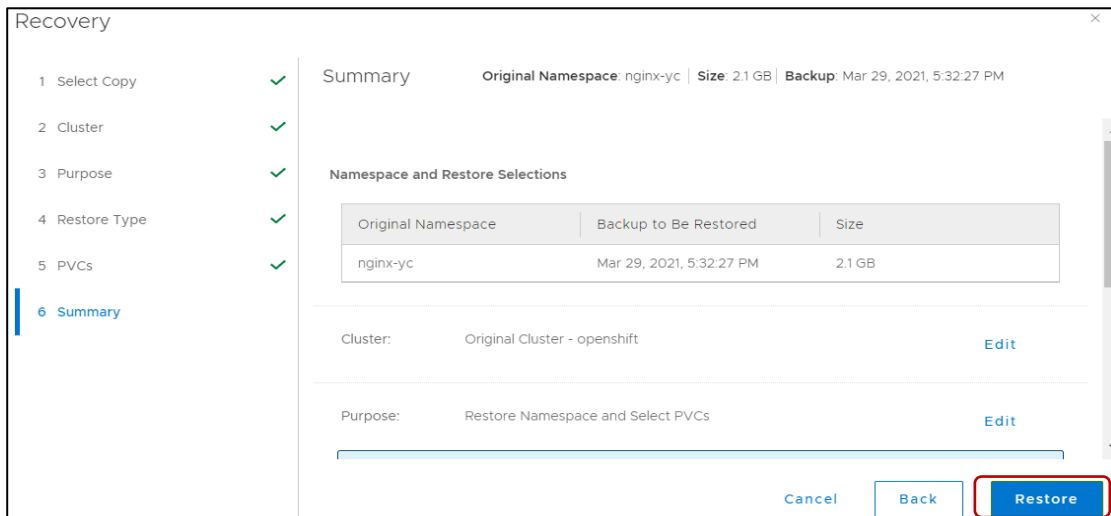 Recovery
1 Select Copy
2 Cluster
3 Purpose
4 Restore Type
5 PVCs
6 Summary
Summary Original Namespace: nginx-yc | Size: 2.1 GB | Backup: Mar 29, 2021, 5:32:27 PM
Namespace and Restore Selections
Original Namespace Backup to Be Restored Size
nginx-yc Mar 29, 2021, 5:32:27 PM 2.1 GB
Cluster: Original Cluster - openshift Edit
Purpose: Restore Namespace and Select PVCs Edit
Cancel Back Restore